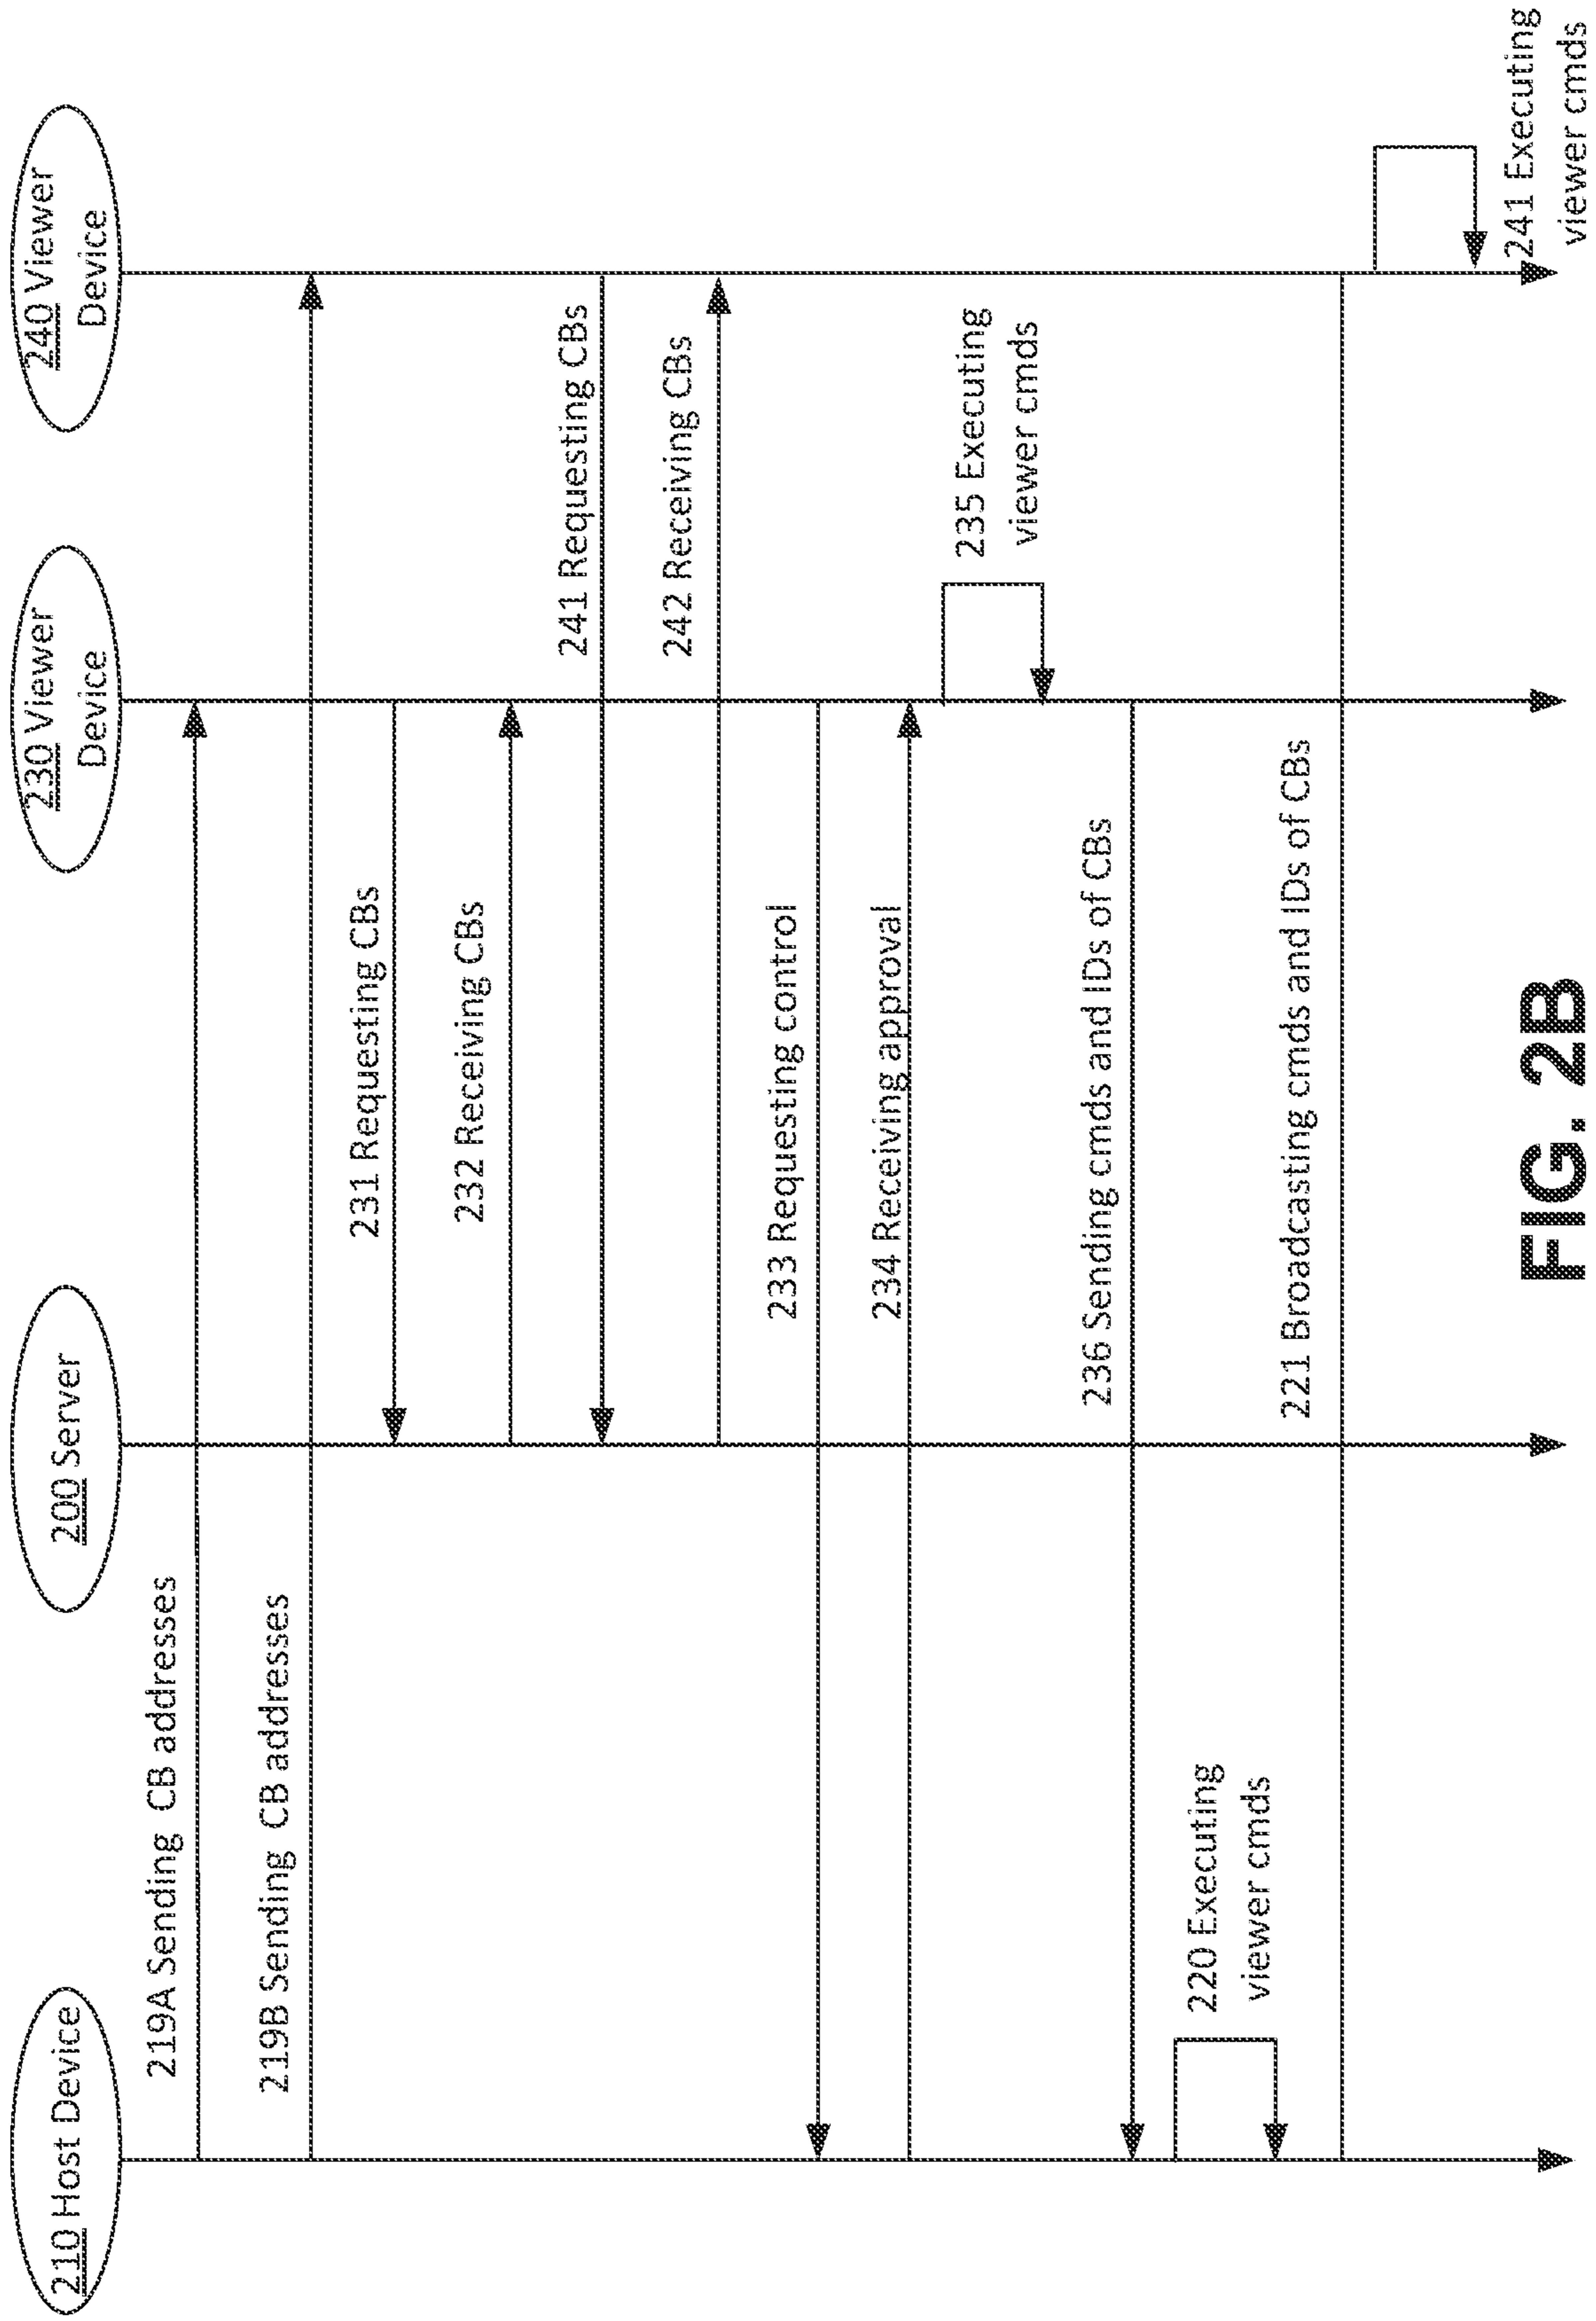 210 Host Device
200 Server
230 Viewer
Device
240 Viewer
Device
219A Sending CB addresses
219B Sending CB addresses
231 Requesting CBs
232 Receiving CBs
241 Requesting CBs
242 Receiving CBs
233 Requesting control
234 Receiving approval
235 Executing
viewer cmds
236 Sending cmds and IDs of CBs
220 Executing
viewer cmds
221 Broadcasting cmds and IDs of CBs
241 Executing
viewer cmds
FIG. 2B